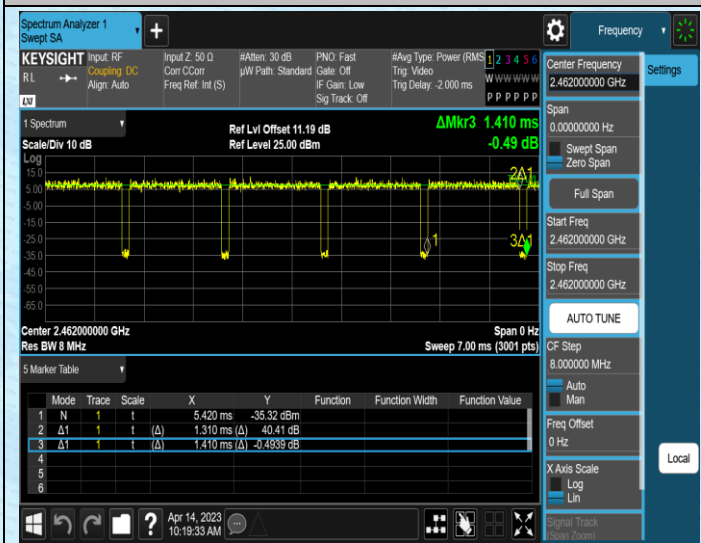 Spectrum Analyzer 1
Swept SA
+
Frequency
KEYSIGHT
RL
LXI
Input: RF
Coupling: DC
Align: Auto
Input Z: 50 Ω
Corr CCorr
Freq Ref: Int (S)
#Atten: 30 dB
µW Path: Standard
PNO: Fast
Gate: Off
IF Gain: Low
Sig Track: Off
#Avg Type: Power (RMS
Trig: Video
Trig Delay: -2.000 ms
1 2 3 4 5 6
W W W W W W
P P P P P P
1 Spectrum
Scale/Div 10 dB
Ref Lvl Offset 11.19 dB
Ref Level 25.00 dBm
ΔMkr3 1.410 ms
-0.49 dB
Log
15.0
5.00
-5.00
-15.0
-25.0
-35.0
-45.0
-55.0
-65.0
2Δ1
1
3Δ1
Center 2.462000000 GHz
Res BW 8 MHz
Span 0 Hz
Sweep 7.00 ms (3001 pts)
5 Marker Table
Mode Trace Scale X Y Function Function Width Function Value
1 N 1 t 5.420 ms -35.32 dBm
2 Δ1 1 t (Δ) 1.310 ms (Δ) 40.41 dB
3 Δ1 1 t (Δ) 1.410 ms (Δ) -0.4939 dB
4
5
6
?
Apr 14, 2023
10:19:33 AM
Center Frequency
2.462000000 GHz
Span
0.00000000 Hz
Swept Span
Zero Span
Full Span
Start Freq
2.462000000 GHz
Stop Freq
2.462000000 GHz
AUTO TUNE
CF Step
8.000000 MHz
Auto
Man
Freq Offset
0 Hz
X Axis Scale
Log
Lin
Signal Track
(Span Zoom)
Settings
Local